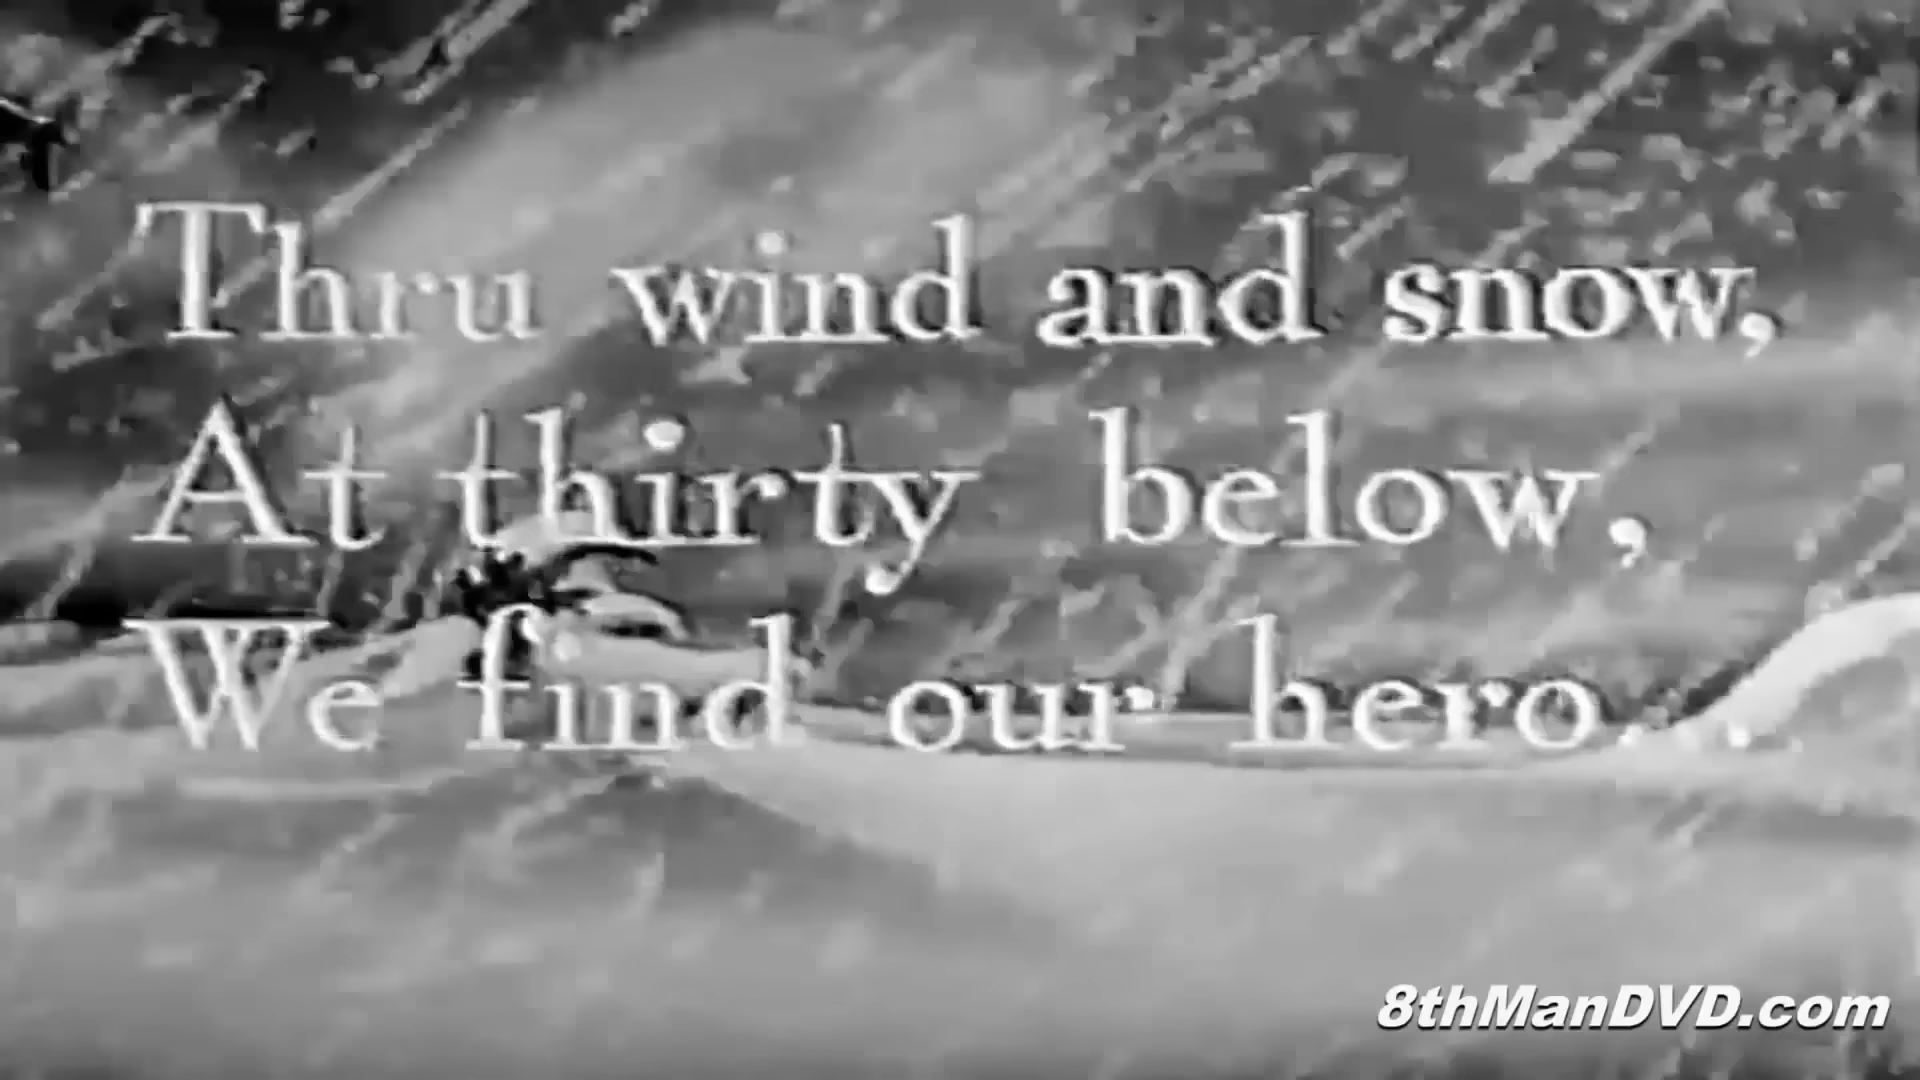 Thru wind and snow,
At thirty below,
We find our hero...
8thManDVD.com